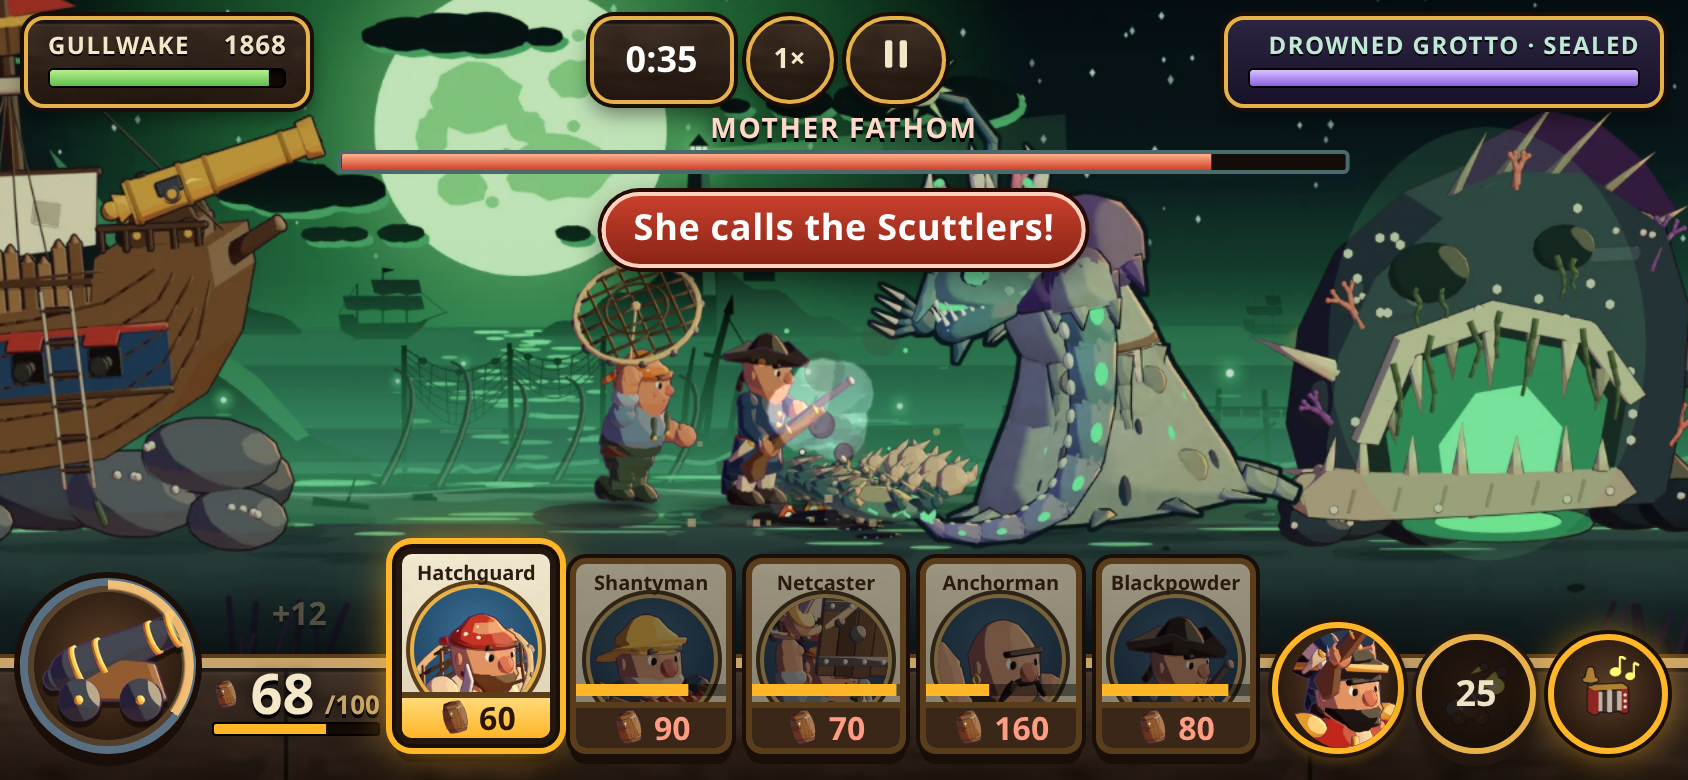 GULLWAKE 1868
0:35
1×
DROWNED GROTTO · SEALED
MOTHER FATHOM
She calls the Scuttlers!
+12
68 /100
Hatchguard
60
Shantyman
90
Netcaster
70
Anchorman
160
Blackpowder
80
25